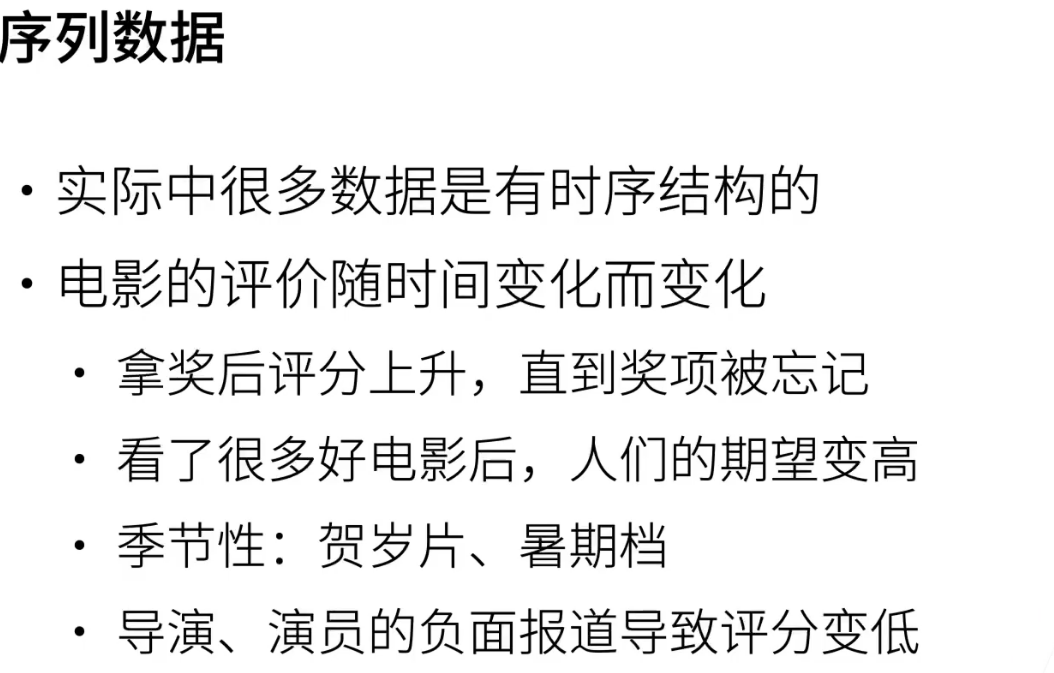 序列数据
• 实际中很多数据是有时序结构的
• 电影的评价随时间变化而变化
• 拿奖后评分上升，直到奖项被忘记
• 看了很多好电影后，人们的期望变高
• 季节性：贺岁片、暑期档
• 导演、演员的负面报道导致评分变低